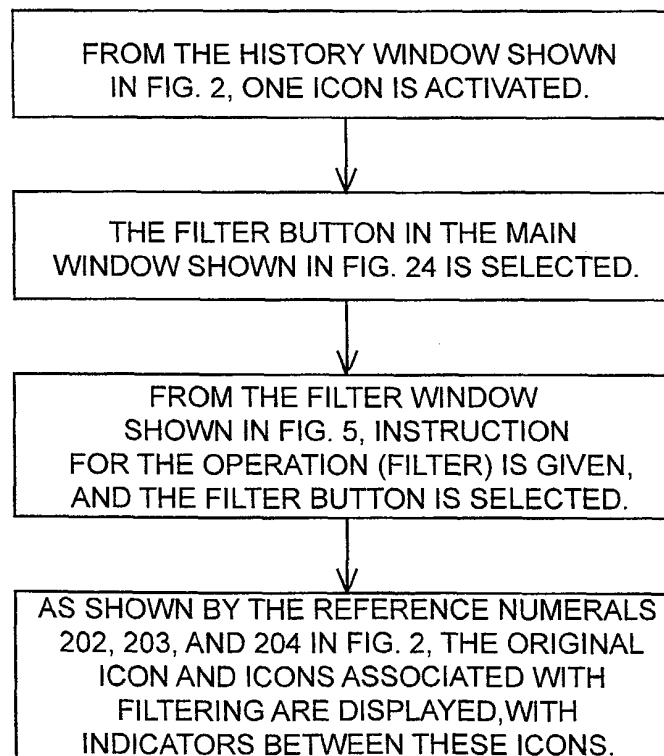 FROM THE HISTORY WINDOW SHOWN
IN FIG. 2, ONE ICON IS ACTIVATED.
THE FILTER BUTTON IN THE MAIN
WINDOW SHOWN IN FIG. 24 IS SELECTED.
FROM THE FILTER WINDOW
SHOWN IN FIG. 5, INSTRUCTION
FOR THE OPERATION (FILTER) IS GIVEN,
AND THE FILTER BUTTON IS SELECTED.
AS SHOWN BY THE REFERENCE NUMERALS
202, 203, AND 204 IN FIG. 2, THE ORIGINAL
ICON AND ICONS ASSOCIATED WITH
FILTERING ARE DISPLAYED,WITH
INDICATORS BETWEEN THESE ICONS.